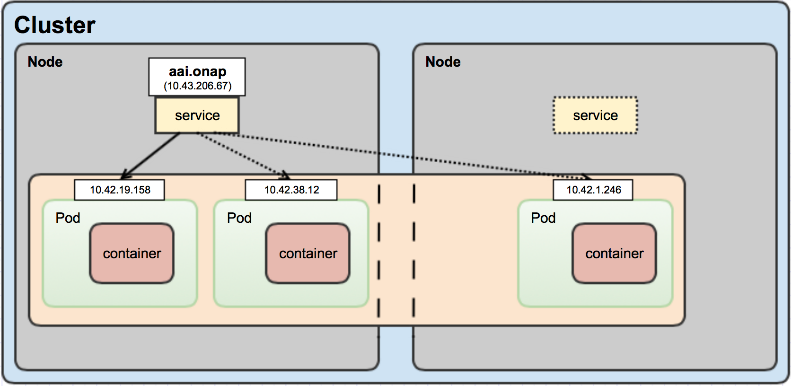 Cluster
Node
Node
aai.onap
(10.43.206.67)
service
service
10.42.19.158
10.42.38.12
10.42.1.246
Pod
Pod
Pod
container
container
container